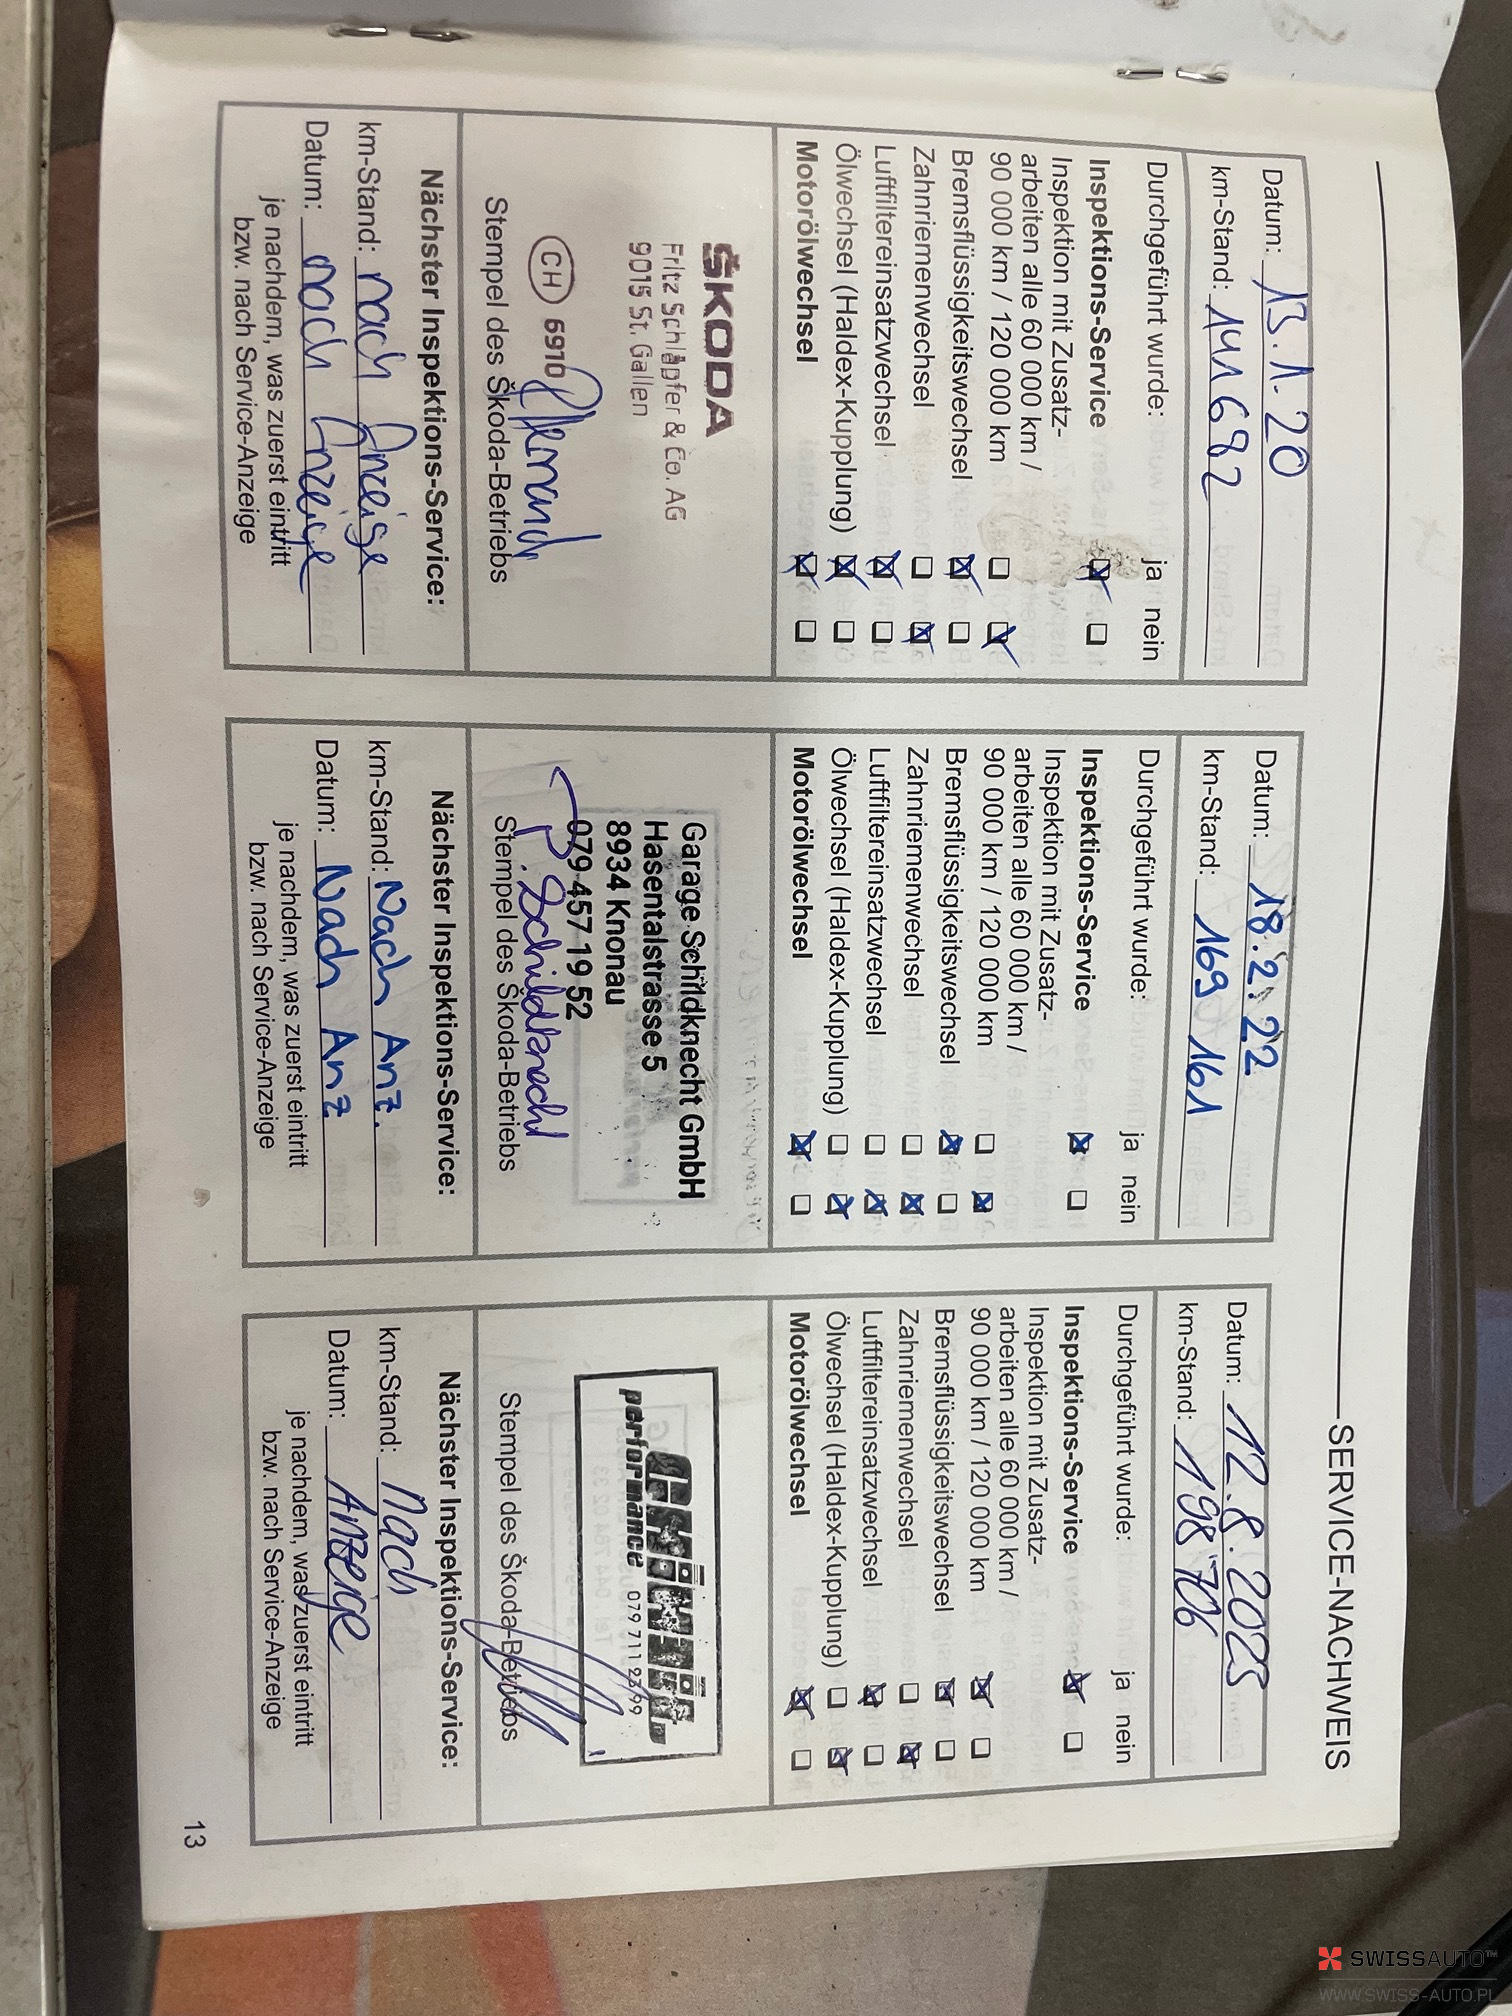 SERVICE-NACHWEIS
Datum: 13.1.20
km-Stand: 141682
Durchgeführt wurde: ja nein
Inspektions-Service
Inspektion mit Zusatz-
arbeiten alle 60 000 km /
90 000 km / 120 000 km
Bremsflüssigkeitswechsel
Zahnriemenwechsel
Luftfiltereinsatzwechsel
Ölwechsel (Haldex-Kupplung)
Motorölwechsel
ŠKODA
Fritz Schläpfer & Co. AG
9015 St. Gallen
CH 6910
Stempel des Škoda-Betriebs
Nächster Inspektions-Service:
km-Stand: nach Anzeige
Datum: nach Anzeige
je nachdem, was zuerst eintritt
bzw. nach Service-Anzeige
Datum: 18.2.22
km-Stand: 169 161
Durchgeführt wurde: ja nein
Inspektions-Service
Inspektion mit Zusatz-
arbeiten alle 60 000 km /
90 000 km / 120 000 km
Bremsflüssigkeitswechsel
Zahnriemenwechsel
Luftfiltereinsatzwechsel
Ölwechsel (Haldex-Kupplung)
Motorölwechsel
Garage Schildknecht GmbH
Hasentalstrasse 5
8934 Knonau
079 457 19 52
Schildknecht
Stempel des Škoda-Betriebs
Nächster Inspektions-Service:
km-Stand: Nach Anz.
Datum: Nach Anz.
je nachdem, was zuerst eintritt
bzw. nach Service-Anzeige
Datum: 12.8.2023
km-Stand: 198'706
Durchgeführt wurde: ja nein
Inspektions-Service
Inspektion mit Zusatz-
arbeiten alle 60 000 km /
90 000 km / 120 000 km
Bremsflüssigkeitswechsel
Zahnriemenwechsel
Luftfiltereinsatzwechsel
Ölwechsel (Haldex-Kupplung)
Motorölwechsel
performance 079 711 23 99
Stempel des Škoda-Betriebs
Nächster Inspektions-Service:
km-Stand: Nach
Datum: Anzeige
je nachdem, was zuerst eintritt
bzw. nach Service-Anzeige
13
SWISSAUTO™
WWW.SWISS-AUTO.PL